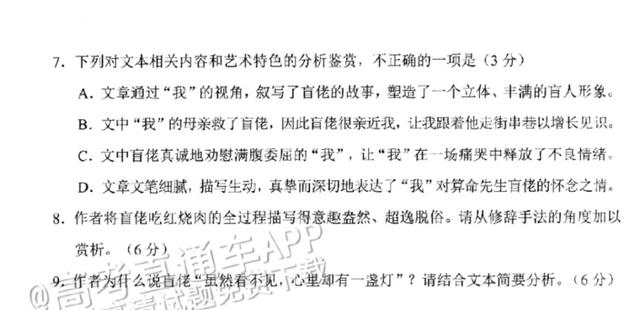 7. 下列对文本相关内容和艺术特色的分析鉴赏，不正确的一项是（3 分）
A. 文章通过“我”的视角，叙写了盲佬的故事，塑造了一个立体、丰满的盲人形象。
B. 文中“我”的母亲救了盲佬，因此盲佬很亲近我，让我跟着他走街串巷以增长见识。
C. 文中盲佬真诚地劝慰满腹委屈的“我”，让“我”在一场痛哭中释放了不良情绪。
D. 文章文笔细腻，描写生动，真挚而深切地表达了“我”对算命先生盲佬的怀念之情。
8. 作者将盲佬吃红烧肉的全过程描写得意趣盎然、超逸脱俗。请从修辞手法的角度加以
赏析。（6 分）
9. 作者为什么说盲佬“虽然看不见，心里却有一盏灯”？请结合文本简要分析。（6 分）
@高考直通车APP
试题免费下载